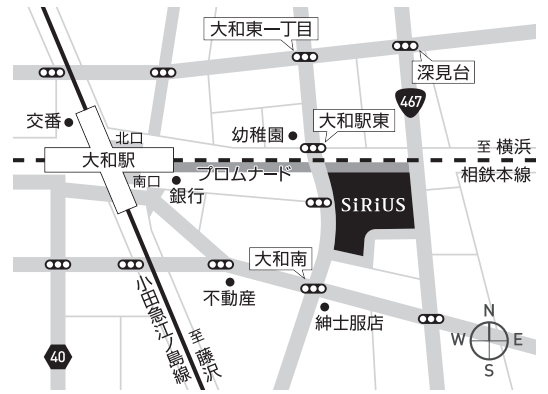 大和東一丁目
深見台
467
交番
北口
幼稚園
大和駅東
至 横浜
大和駅
プロムナード
相鉄本線
南口
銀行
SiRiUS
大和南
不動産
紳士服店
小田急江ノ島線
至 藤沢
40
N
W
E
S